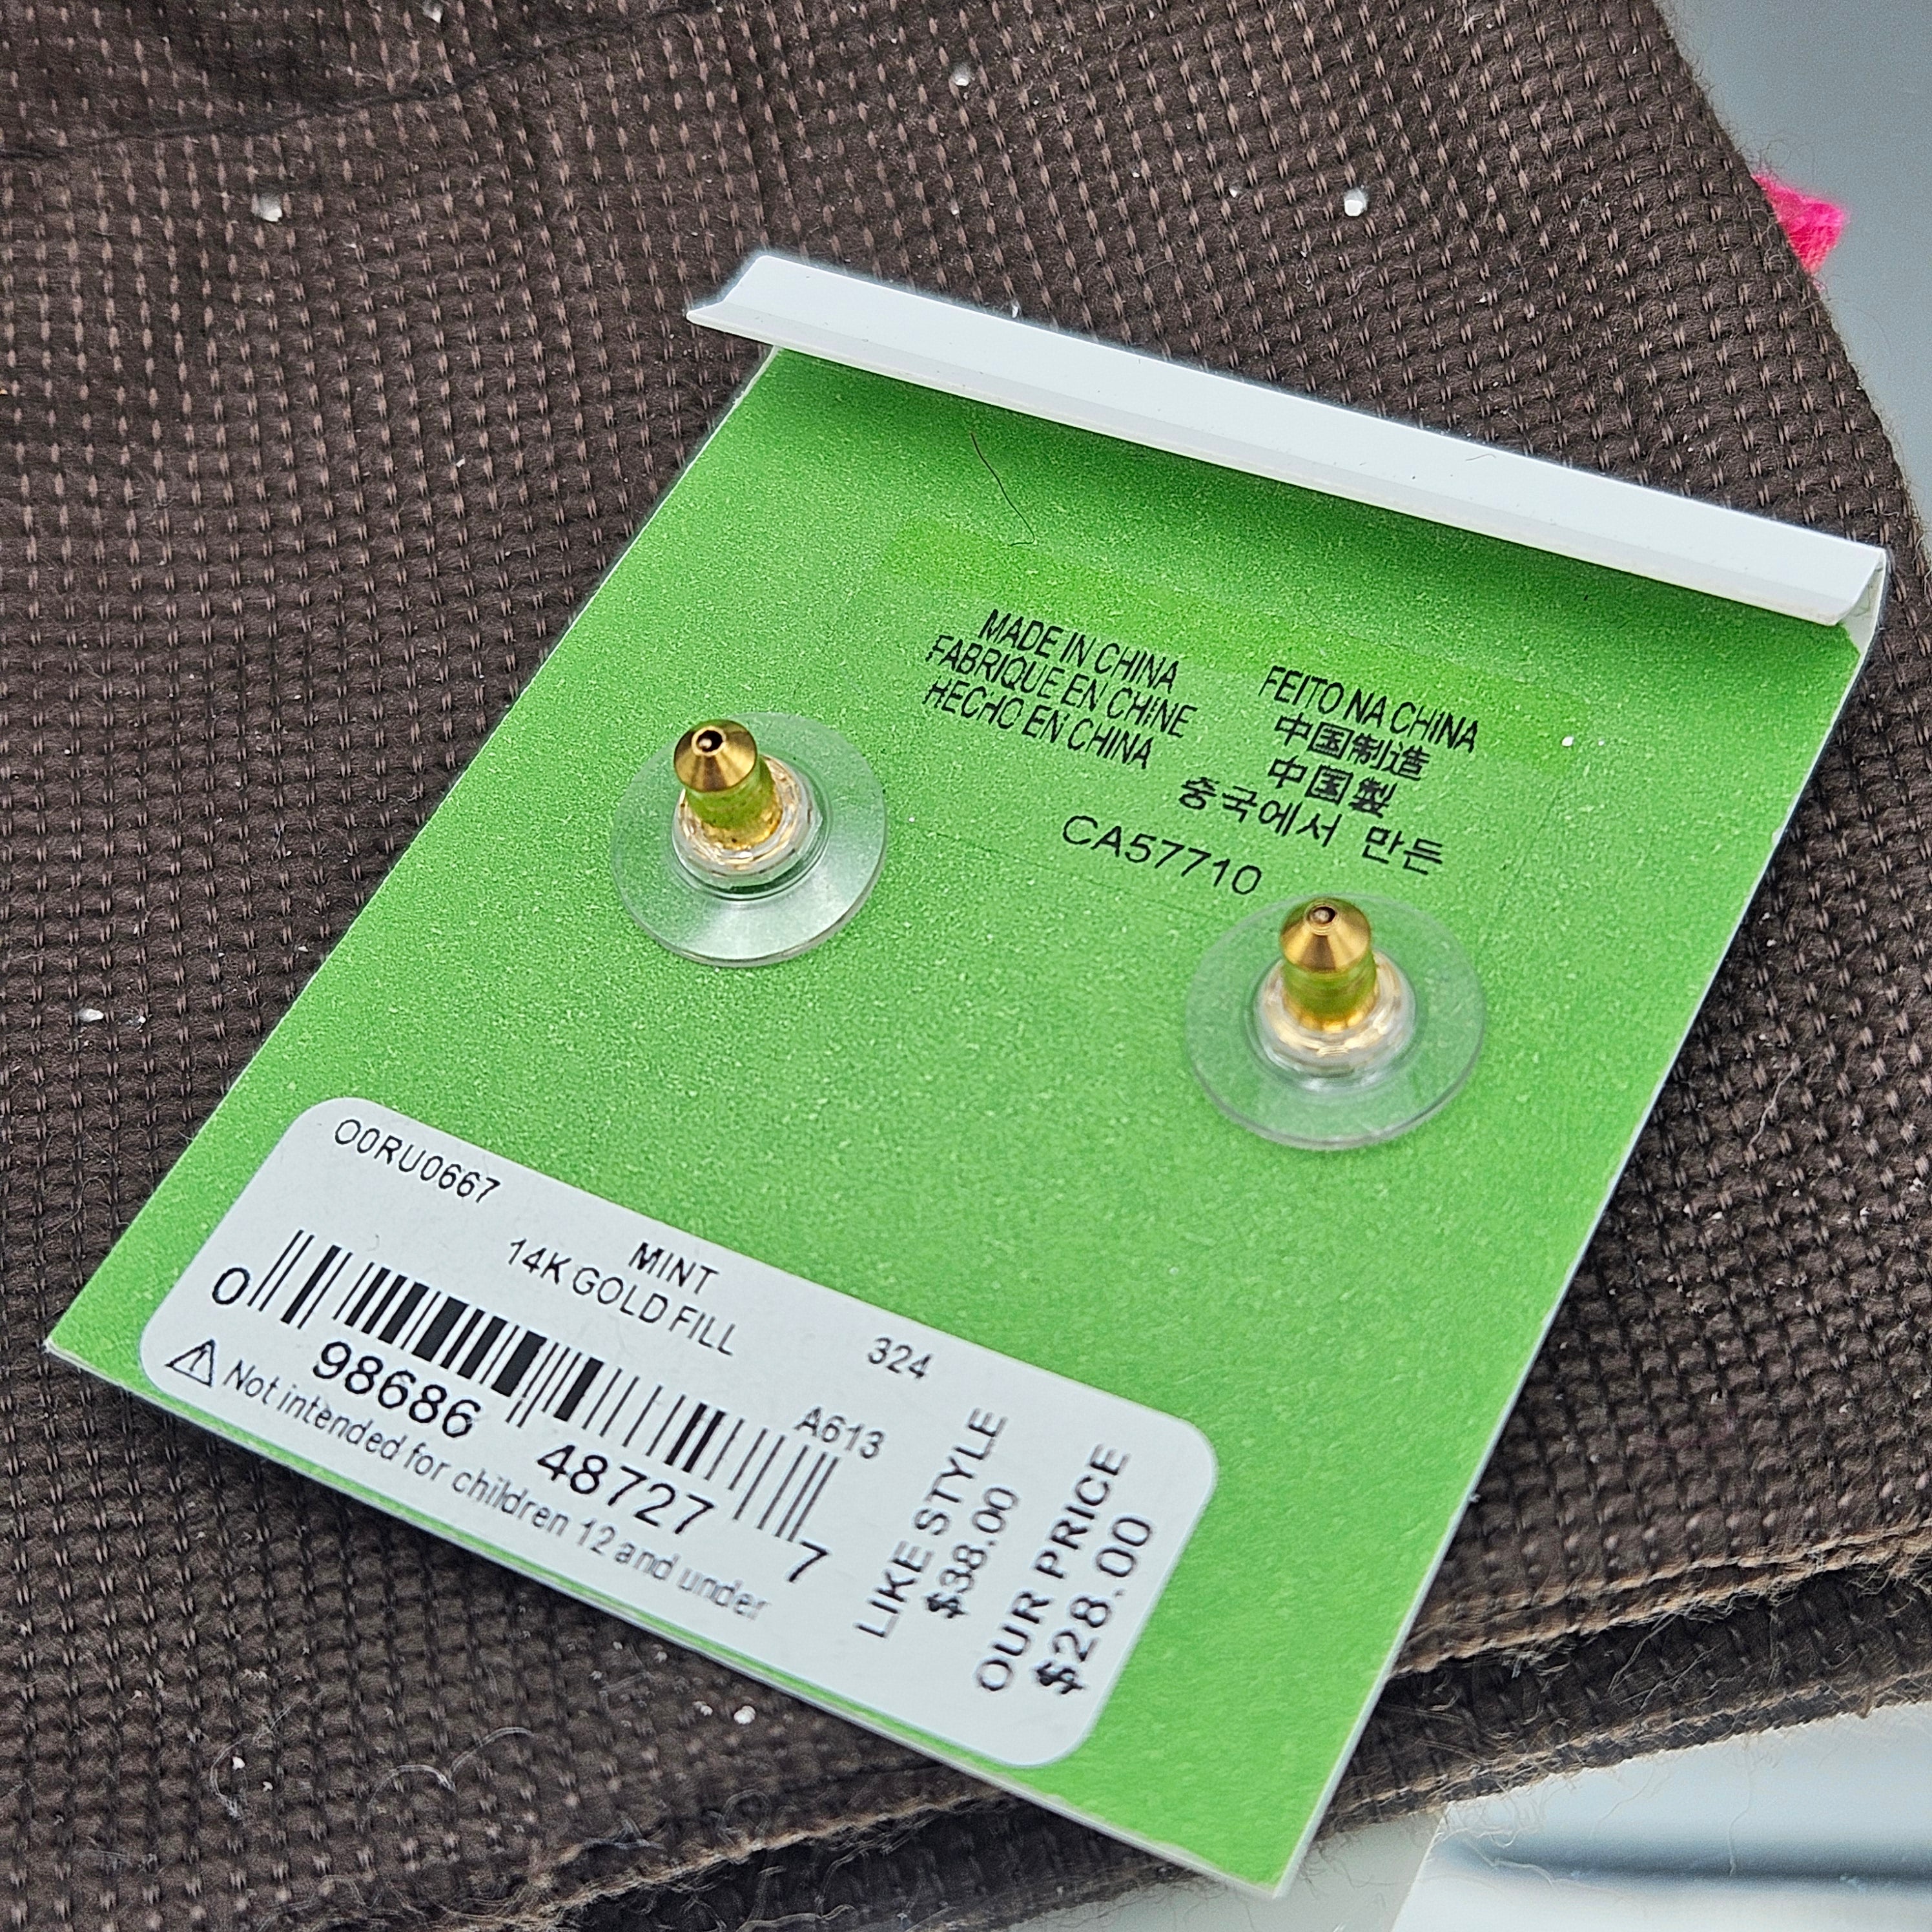 MADE IN CHINA
FABRIQUE EN CHINE
HECHO EN CHINA
FEITO NA CHINA
中国制造
中国製
중국에서 만든
CA57710
O0RU0667
MINT
14K GOLD FILL
324
A613
0 98686 48727 7
Not intended for children 12 and under
LIKE STYLE
$38.00
OUR PRICE
$28.00